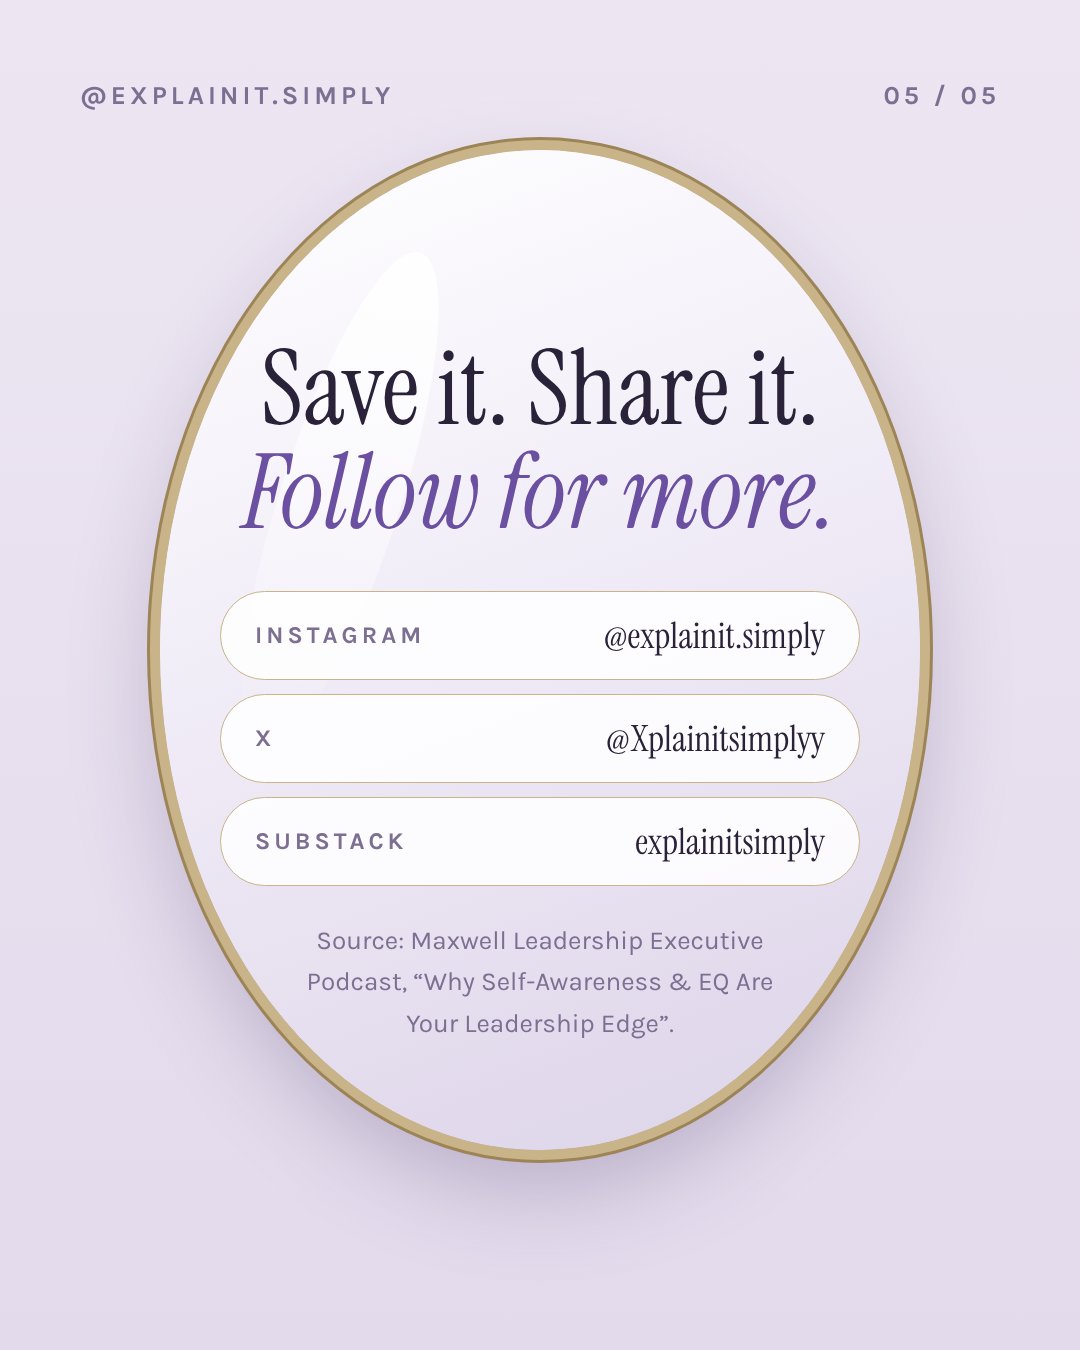 @EXPLAINIT.SIMPLY
05 / 05
Save it. Share it.
Follow for more.
INSTAGRAM @explainit.simply
X @Xplainitsimplyy
SUBSTACK explainitsimply
Source: Maxwell Leadership Executive
Podcast, “Why Self-Awareness & EQ Are
Your Leadership Edge”.